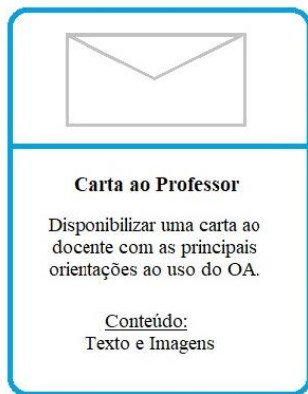 Carta ao Professor
Disponibilizar uma carta ao
docente com as principais
orientações ao uso do OA.
Conteúdo:
Texto e Imagens